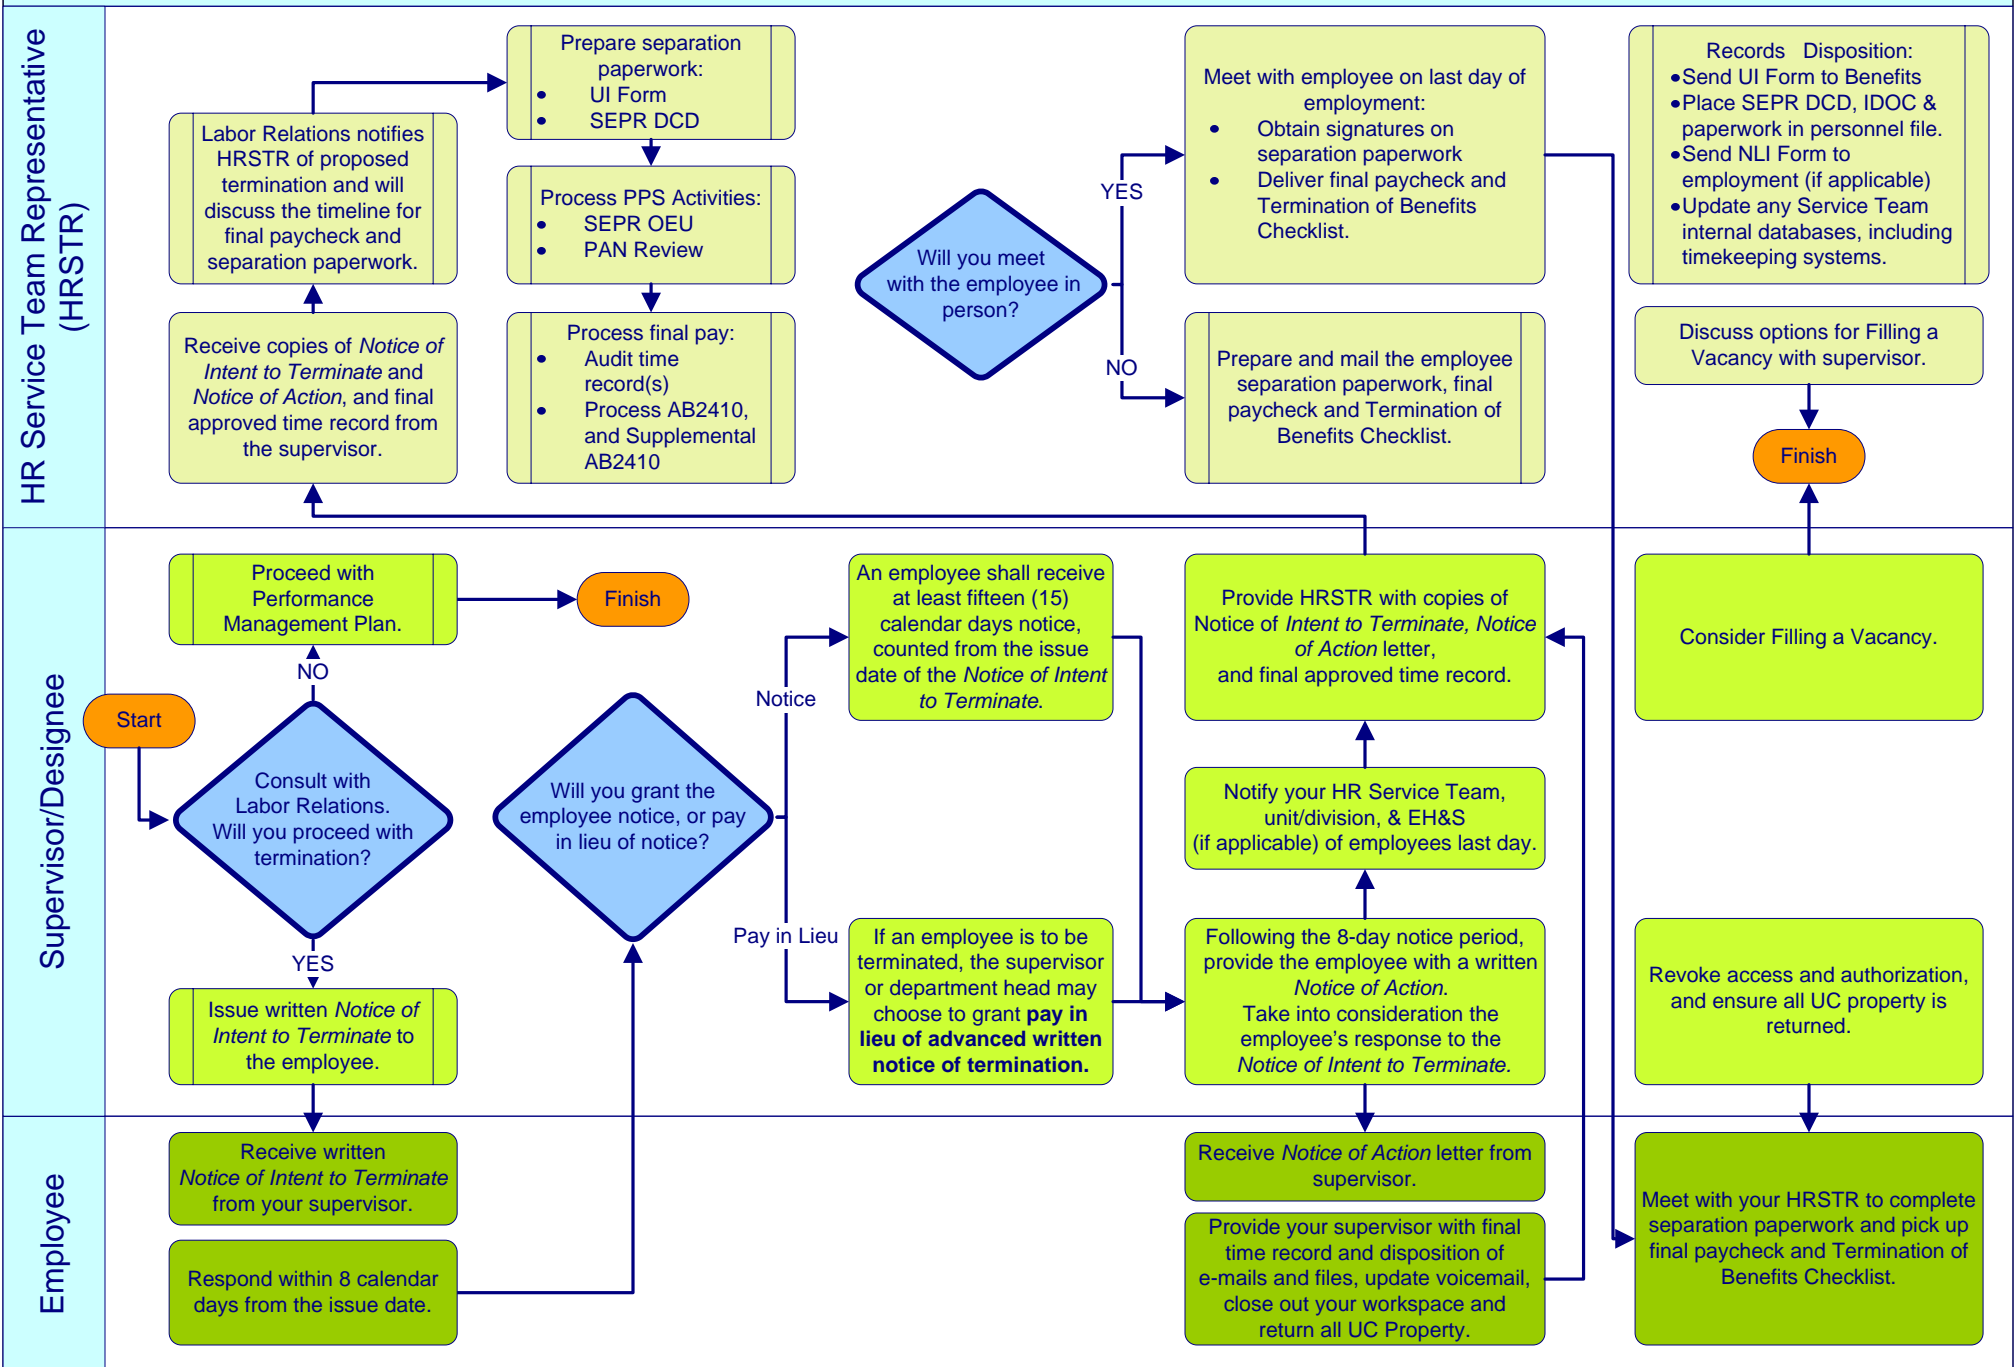 HR Service Team Representative
(HRSTR)
Labor Relations notifies
HRSTR of proposed
termination and will
discuss the timeline for
final paycheck and
separation paperwork.
Receive copies of Notice of
Intent to Terminate and
Notice of Action, and final
approved time record from
the supervisor.
Prepare separation
paperwork:
• UI Form
• SEPR DCD
Process PPS Activities:
• SEPR OEU
• PAN Review
Process final pay:
• Audit time
record(s)
• Process AB2410,
and Supplemental
AB2410
Will you meet
with the employee in
person?
YES
NO
Meet with employee on last day of
employment:
• Obtain signatures on
separation paperwork
• Deliver final paycheck and
Termination of Benefits
Checklist.
Prepare and mail the employee
separation paperwork, final
paycheck and Termination of
Benefits Checklist.
Records Disposition:
•Send UI Form to Benefits
•Place SEPR DCD, IDOC &
paperwork in personnel file.
•Send NLI Form to
employment (if applicable)
•Update any Service Team
internal databases, including
timekeeping systems.
Discuss options for Filling a
Vacancy with supervisor.
Finish
Supervisor/Designee
Proceed with
Performance
Management Plan.
Finish
NO
Start
Consult with
Labor Relations.
Will you proceed with
termination?
YES
Issue written Notice of
Intent to Terminate to
the employee.
Will you grant the
employee notice, or pay
in lieu of notice?
Notice
Pay in Lieu
An employee shall receive
at least fifteen (15)
calendar days notice,
counted from the issue
date of the Notice of Intent
to Terminate.
If an employee is to be
terminated, the supervisor
or department head may
choose to grant pay in
lieu of advanced written
notice of termination.
Provide HRSTR with copies of
Notice of Intent to Terminate, Notice
of Action letter,
and final approved time record.
Notify your HR Service Team,
unit/division, & EH&S
(if applicable) of employees last day.
Following the 8-day notice period,
provide the employee with a written
Notice of Action.
Take into consideration the
employee’s response to the
Notice of Intent to Terminate.
Consider Filling a Vacancy.
Revoke access and authorization,
and ensure all UC property is
returned.
Employee
Receive written
Notice of Intent to Terminate
from your supervisor.
Respond within 8 calendar
days from the issue date.
Receive Notice of Action letter from
supervisor.
Provide your supervisor with final
time record and disposition of
e-mails and files, update voicemail,
close out your workspace and
return all UC Property.
Meet with your HRSTR to complete
separation paperwork and pick up
final paycheck and Termination of
Benefits Checklist.